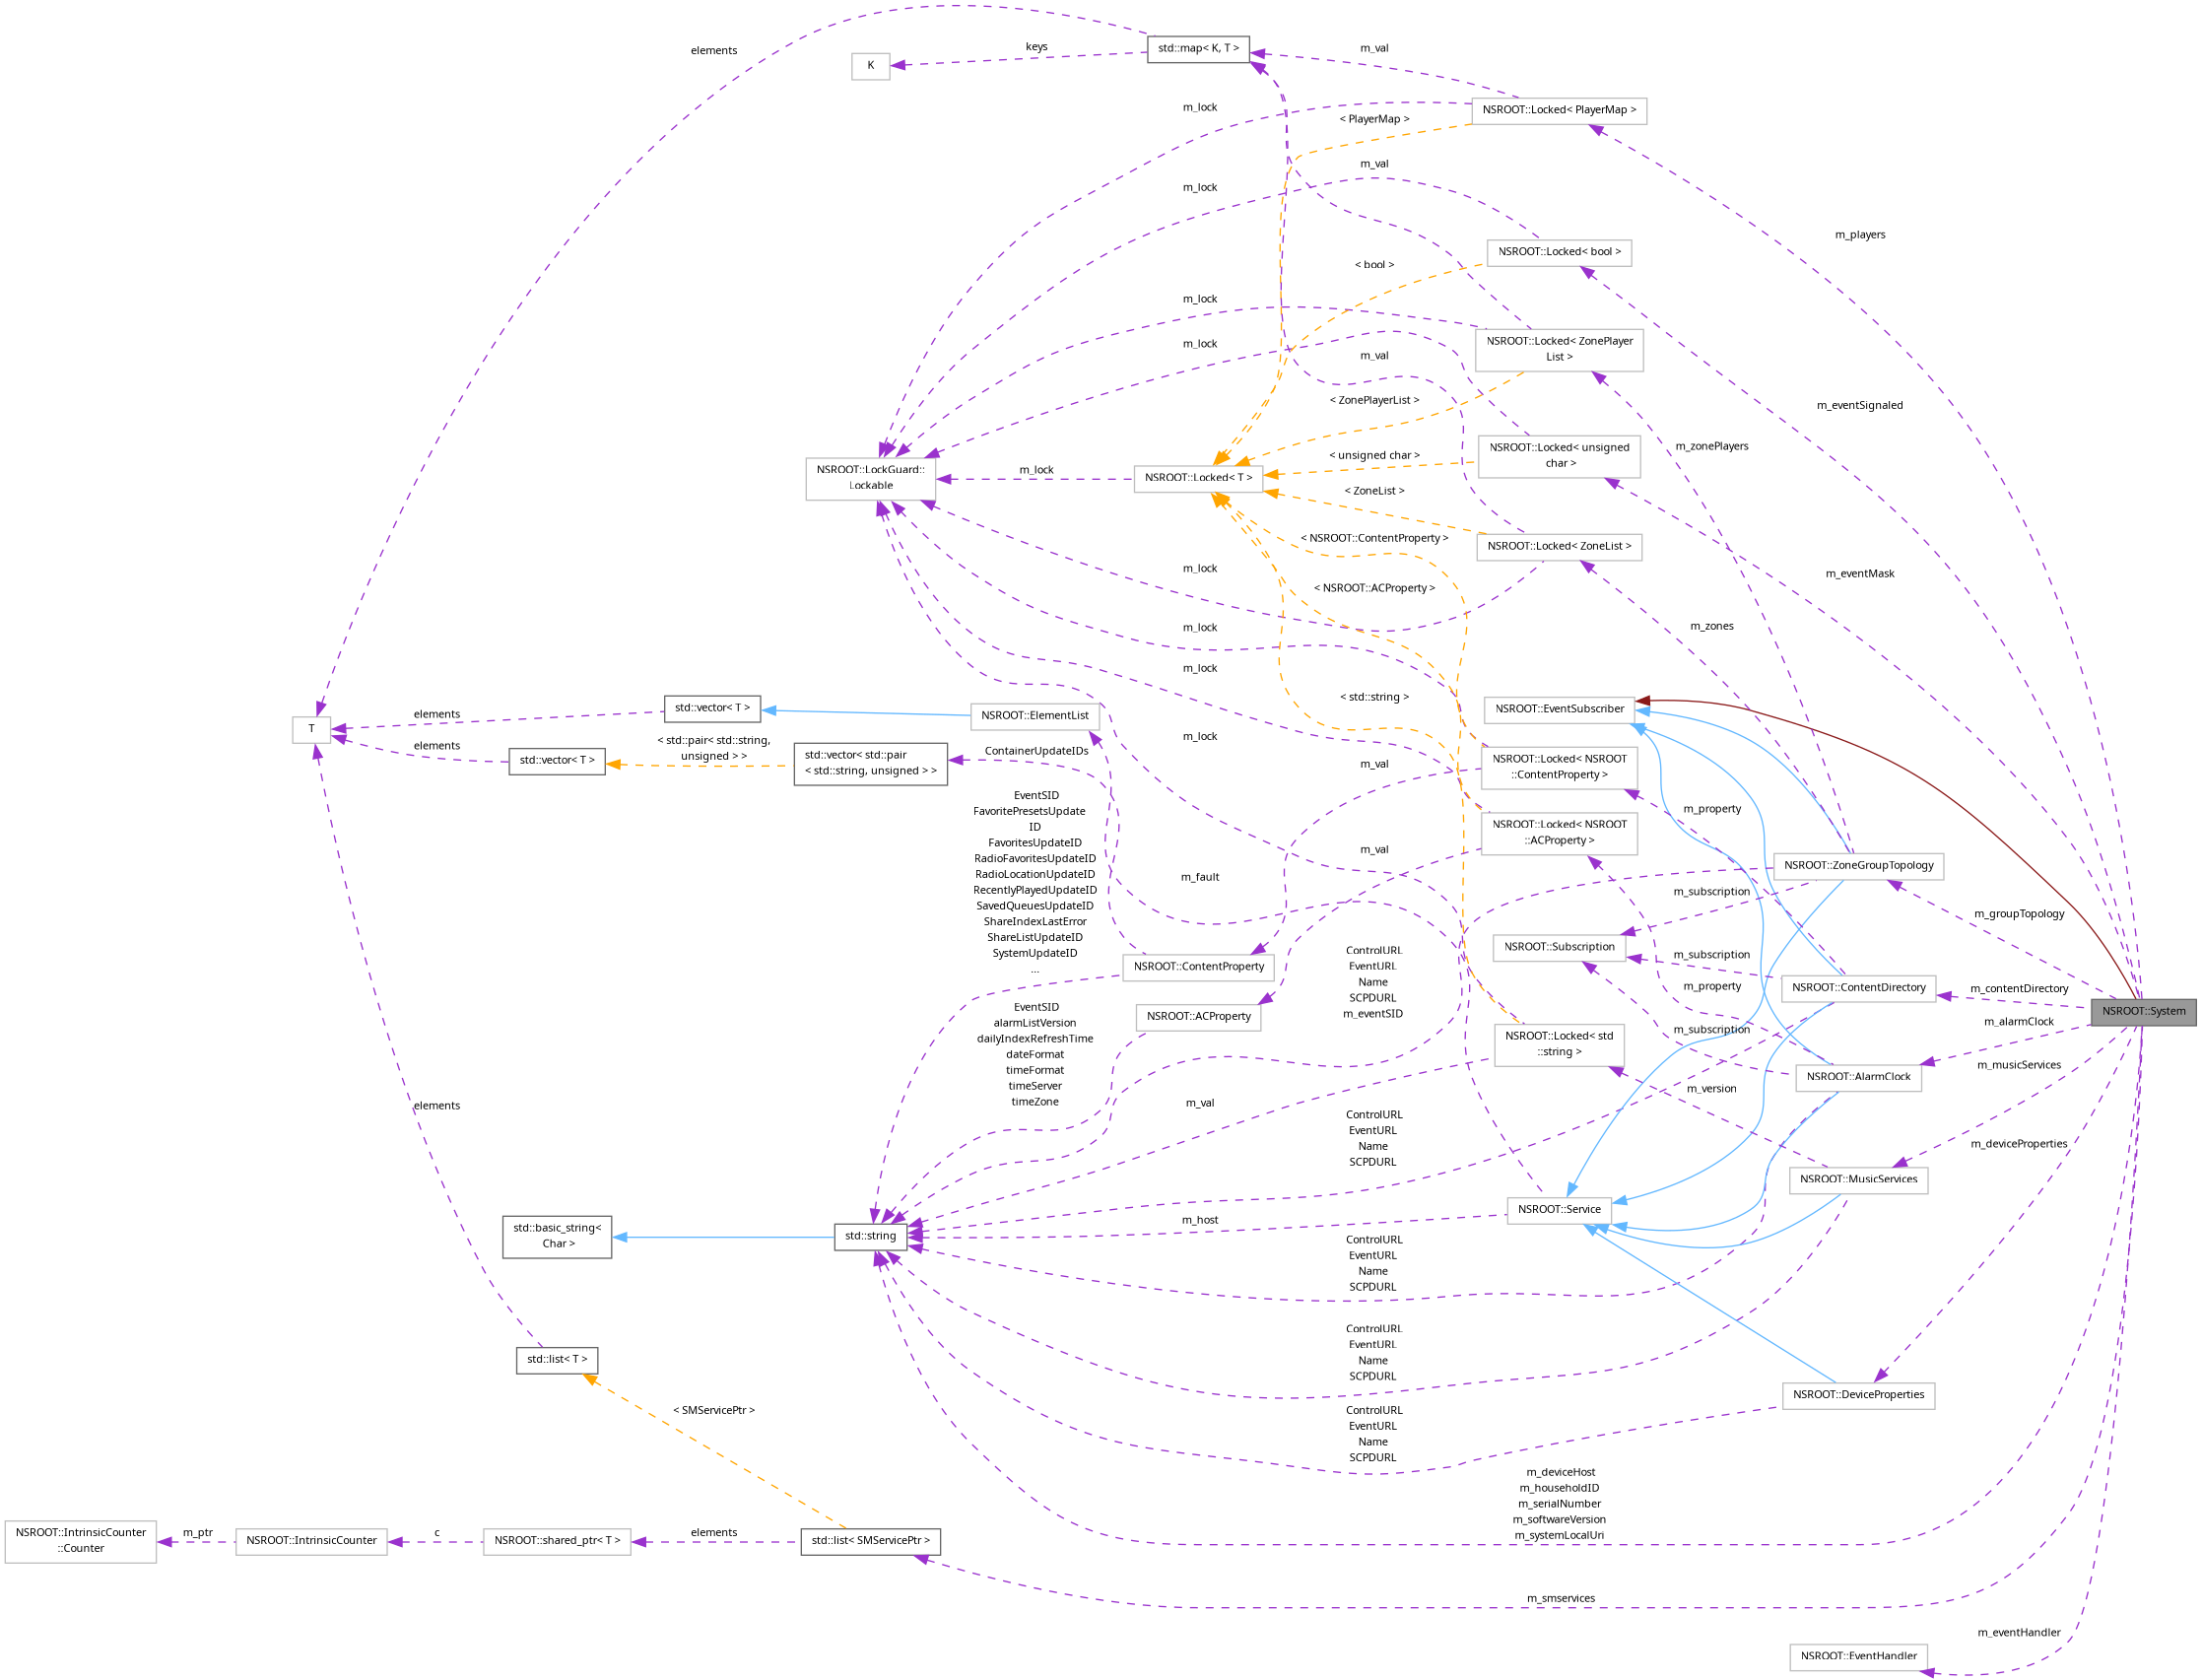 elements
keys
std::map< K, T >
m_val
K
m_lock
NSROOT::Locked< PlayerMap >
< PlayerMap >
m_val
m_lock
m_players
NSROOT::Locked< bool >
< bool >
m_lock
NSROOT::Locked< ZonePlayer
List >
m_lock
m_val
< ZonePlayerList >
m_eventSignaled
m_zonePlayers
NSROOT::Locked< unsigned
char >
< unsigned char >
NSROOT::LockGuard::
Lockable
m_lock
NSROOT::Locked< T >
< ZoneList >
< NSROOT::ContentProperty >
NSROOT::Locked< ZoneList >
m_lock
m_eventMask
< NSROOT::ACProperty >
m_lock
m_zones
m_lock
< std::string >
std::vector< T >
NSROOT::ElementList
NSROOT::EventSubscriber
elements
T
m_lock
elements
std::vector< T >
< std::pair< std::string,
unsigned > >
std::vector< std::pair
< std::string, unsigned > >
ContainerUpdateIDs
m_val
NSROOT::Locked< NSROOT
::ContentProperty >
m_property
EventSID
FavoritePresetsUpdate
ID
FavoritesUpdateID
RadioFavoritesUpdateID
RadioLocationUpdateID
RecentlyPlayedUpdateID
SavedQueuesUpdateID
ShareIndexLastError
ShareListUpdateID
SystemUpdateID
...
NSROOT::Locked< NSROOT
::ACProperty >
m_val
m_fault
NSROOT::ZoneGroupTopology
m_subscription
m_groupTopology
NSROOT::Subscription
m_subscription
NSROOT::ContentProperty
ControlURL
EventURL
Name
SCPDURL
m_eventSID
m_property
NSROOT::ContentDirectory
m_contentDirectory
NSROOT::System
EventSID
alarmListVersion
dailyIndexRefreshTime
dateFormat
timeFormat
timeServer
timeZone
NSROOT::ACProperty
NSROOT::Locked< std
::string >
m_subscription
m_alarmClock
NSROOT::AlarmClock
m_musicServices
m_version
m_val
elements
ControlURL
EventURL
Name
SCPDURL
m_deviceProperties
NSROOT::MusicServices
NSROOT::Service
m_host
std::basic_string<
Char >
std::string
ControlURL
EventURL
Name
SCPDURL
ControlURL
EventURL
Name
SCPDURL
std::list< T >
NSROOT::DeviceProperties
< SMServicePtr >
ControlURL
EventURL
Name
SCPDURL
m_deviceHost
m_householdID
m_serialNumber
m_softwareVersion
m_systemLocalUri
NSROOT::IntrinsicCounter
::Counter
m_ptr
NSROOT::IntrinsicCounter
c
NSROOT::shared_ptr< T >
elements
std::list< SMServicePtr >
m_smservices
m_eventHandler
NSROOT::EventHandler